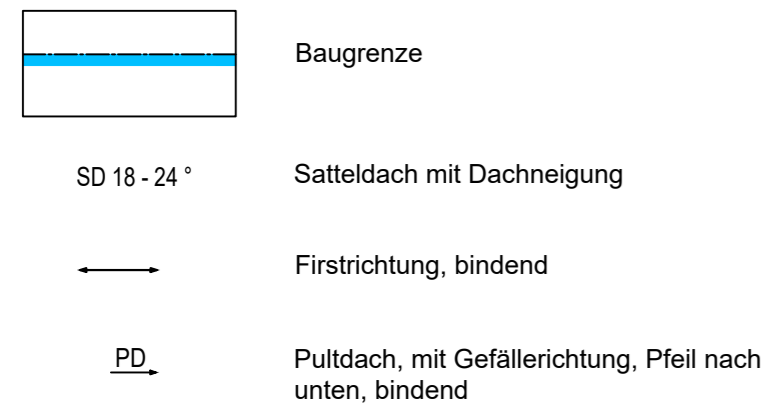 Baugrenze
SD 18 - 24 ° Satteldach mit Dachneigung
Firstrichtung, bindend
PD Pultdach, mit Gefällerichtung, Pfeil nach
unten, bindend